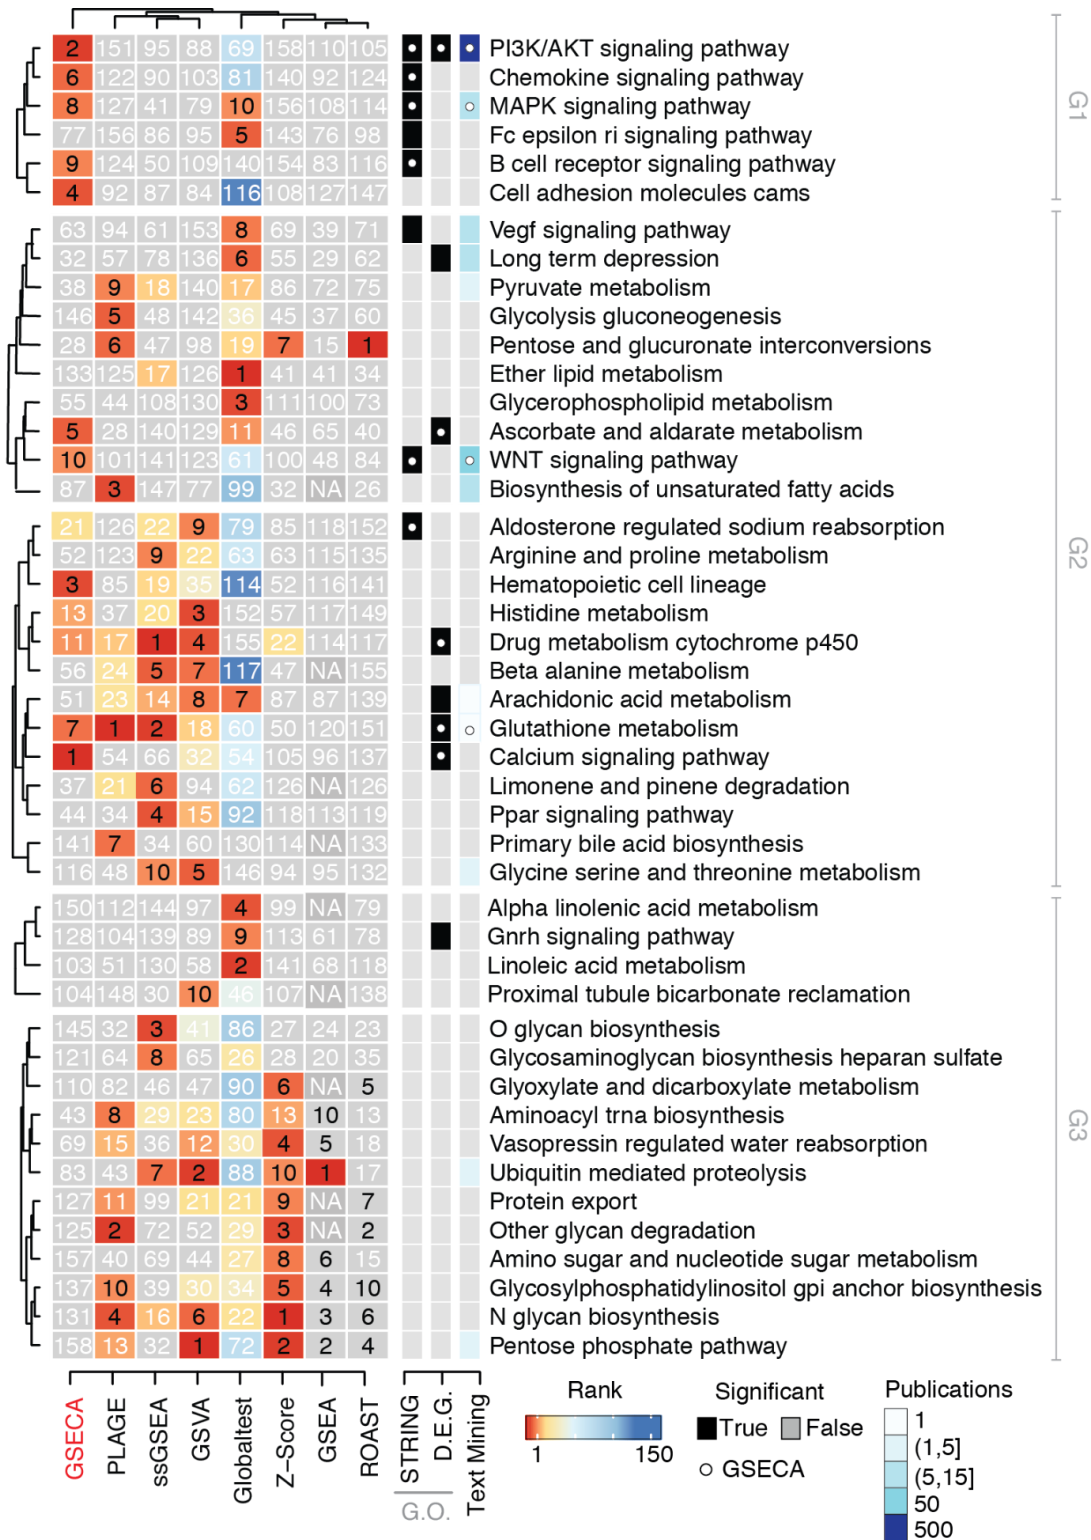 2 151 95 88 69 158 110 105 PI3K/AKT signaling pathway
6 122 90 103 81 140 92 124 Chemokine signaling pathway
8 127 41 79 10 156 108 114 MAPK signaling pathway
77 156 86 95 5 143 76 98 Fc epsilon ri signaling pathway
9 124 50 109 140 154 83 116 B cell receptor signaling pathway
4 92 87 84 116 108 127 147 Cell adhesion molecules cams
G1
63 94 61 153 8 69 39 71 Vegf signaling pathway
32 57 78 136 6 55 29 62 Long term depression
38 9 18 140 17 86 72 75 Pyruvate metabolism
146 5 48 142 36 45 37 60 Glycolysis gluconeogenesis
28 6 47 98 19 7 15 1 Pentose and glucuronate interconversions
133 125 17 126 1 41 41 34 Ether lipid metabolism
55 44 108 130 3 111 100 73 Glycerophospholipid metabolism
5 28 140 129 11 46 65 40 Ascorbate and aldarate metabolism
10 101 141 123 61 100 48 84 WNT signaling pathway
87 3 147 77 99 32 NA 26 Biosynthesis of unsaturated fatty acids
21 126 22 9 79 85 118 152 Aldosterone regulated sodium reabsorption
52 123 9 22 63 63 115 135 Arginine and proline metabolism
3 85 19 35 114 52 116 141 Hematopoietic cell lineage
13 37 20 3 152 57 117 149 Histidine metabolism
11 17 1 4 155 22 114 117 Drug metabolism cytochrome p450
56 24 5 7 117 47 NA 155 Beta alanine metabolism
51 23 14 8 7 87 87 139 Arachidonic acid metabolism
7 1 2 18 60 50 120 151 Glutathione metabolism
1 54 66 32 54 105 96 137 Calcium signaling pathway
37 21 6 94 62 126 NA 126 Limonene and pinene degradation
44 34 4 15 92 118 113 119 Ppar signaling pathway
141 7 34 60 130 114 NA 133 Primary bile acid biosynthesis
116 48 10 5 146 94 95 132 Glycine serine and threonine metabolism
G2
150 112 144 97 4 99 NA 79 Alpha linolenic acid metabolism
128 104 139 89 9 113 61 78 Gnrh signaling pathway
103 51 130 58 2 141 68 118 Linoleic acid metabolism
104 148 30 10 46 107 NA 138 Proximal tubule bicarbonate reclamation
145 32 3 41 86 27 24 23 O glycan biosynthesis
121 64 8 65 26 28 20 35 Glycosaminoglycan biosynthesis heparan sulfate
110 82 46 47 90 6 NA 5 Glyoxylate and dicarboxylate metabolism
43 8 29 23 80 13 10 13 Aminoacyl trna biosynthesis
69 15 36 12 30 4 5 18 Vasopressin regulated water reabsorption
83 43 7 2 88 10 1 17 Ubiquitin mediated proteolysis
127 11 99 21 21 9 NA 7 Protein export
125 2 72 52 29 3 NA 2 Other glycan degradation
157 40 69 44 27 8 6 15 Amino sugar and nucleotide sugar metabolism
137 10 39 30 34 5 4 10 Glycosylphosphatidylinositol gpi anchor biosynthesis
131 4 16 6 22 1 3 6 N glycan biosynthesis
158 13 32 1 72 2 2 4 Pentose phosphate pathway
G3
GSECA PLAGE ssGSEA GSVA Globaltest Z-Score GSEA ROAST STRING D.E.G. Text Mining
G.O.
Rank
1 150
Significant
True False
GSECA
Publications
1
(1,5]
(5,15]
50
500